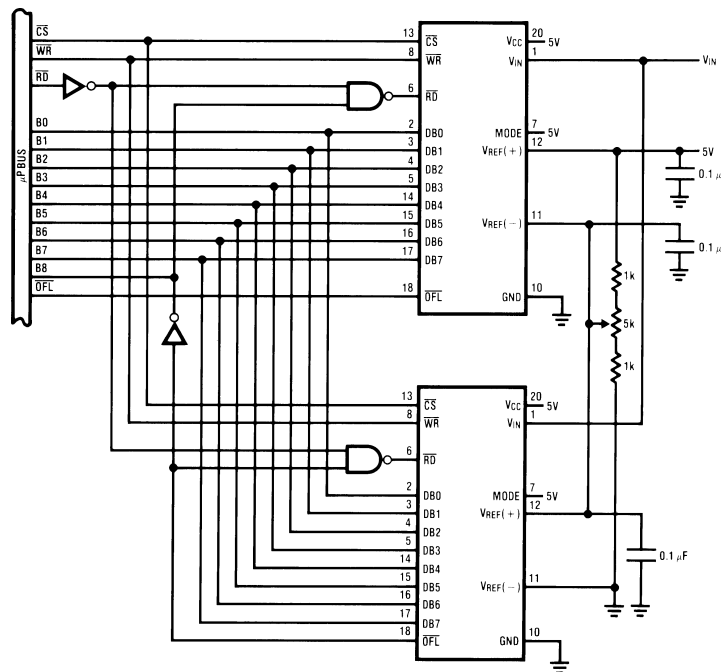 CS
WR
RD
µP BUS
B0
B1
B2
B3
B4
B5
B6
B7
B8
OFL
13 CS
8 WR
6 RD
2 DB0
3 DB1
4 DB2
5 DB3
14 DB4
15 DB5
16 DB6
17 DB7
18 OFL
VCC 20 5V
VIN 1
VIN
MODE 7 5V
VREF(+) 12
5V
0.1 µ
VREF(−) 11
0.1 µ
GND 10
1k
5k
1k
13 CS
8 WR
6 RD
2 DB0
3 DB1
4 DB2
5 DB3
14 DB4
15 DB5
16 DB6
17 DB7
18 OFL
VCC 20 5V
VIN 1
MODE 7 5V
VREF(+) 12
0.1 µF
VREF(−) 11
GND 10